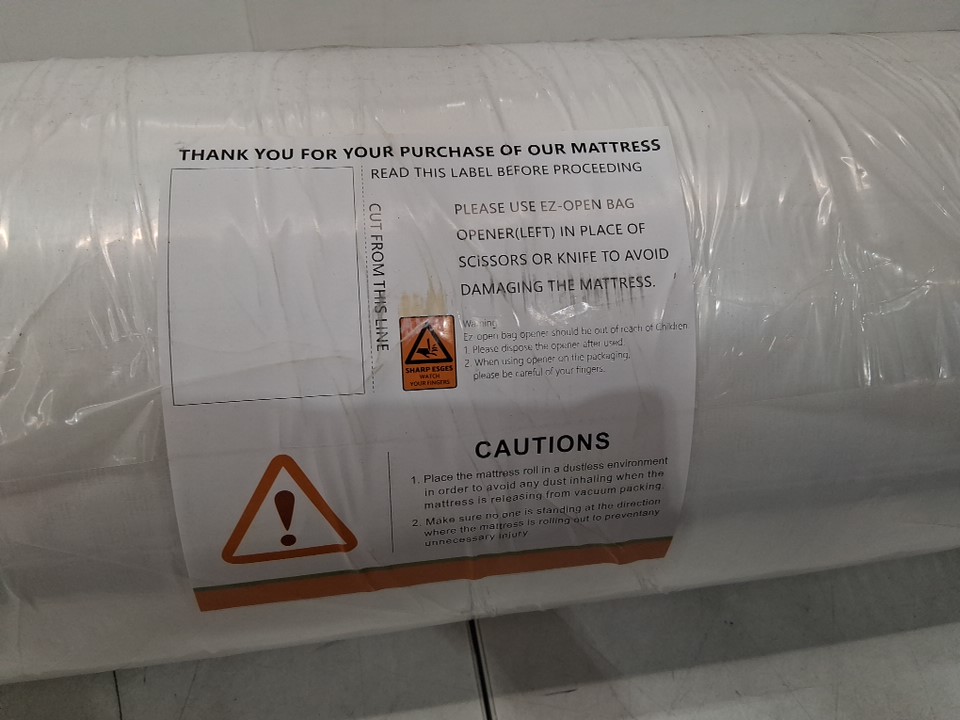 THANK YOU FOR YOUR PURCHASE OF OUR MATTRESS
READ THIS LABEL BEFORE PROCEEDING
CUT FROM THIS LINE
PLEASE USE EZ-OPEN BAG
OPENER(LEFT) IN PLACE OF
SCISSORS OR KNIFE TO AVOID
DAMAGING THE MATTRESS.
SHARP ESGES
WATCH
YOUR FINGERS
Warning
Ez-open bag opener should be out of reach of Children
1. Please dispose the opener after used.
2. When using opener on the packaging,
please be careful of your fingers.
CAUTIONS
1. Place the mattress roll in a dustless environment
in order to avoid any dust inhaling when the
mattress is releasing from vacuum packing.
2. Make sure no one is standing at the direction
where the mattress is rolling out to preventany
unnecessary injury